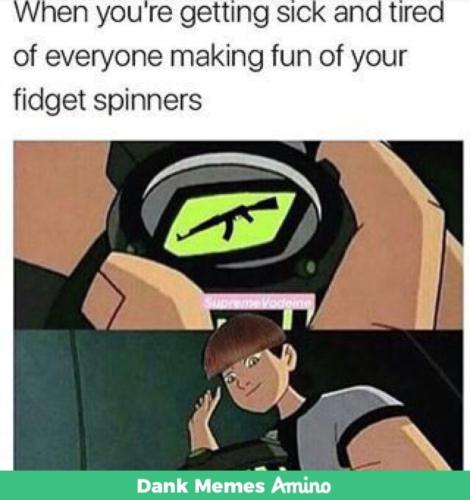 When you're getting sick and tired
of everyone making fun of your
fidget spinners
SupremeVodeine
Dank Memes Amino